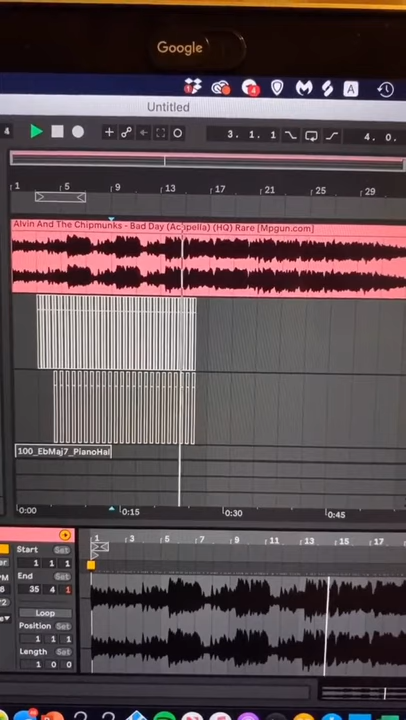 Google
4
A
Untitled
4
3. 1. 1
4. 0.
1 5 9 13 17 21 25 29
Alvin And The Chipmunks - Bad Day (Acapella) (HQ) Rare [Mpgun.com]
100_EbMaj7_PianoHal
0:00 0:15 0:30 0:45
Start Set
1 1 1
End Set
35 4 1
Loop
Position Set
1 1 1
Length Set
1 0 0
1 3 5 7 9 11 13 15 17